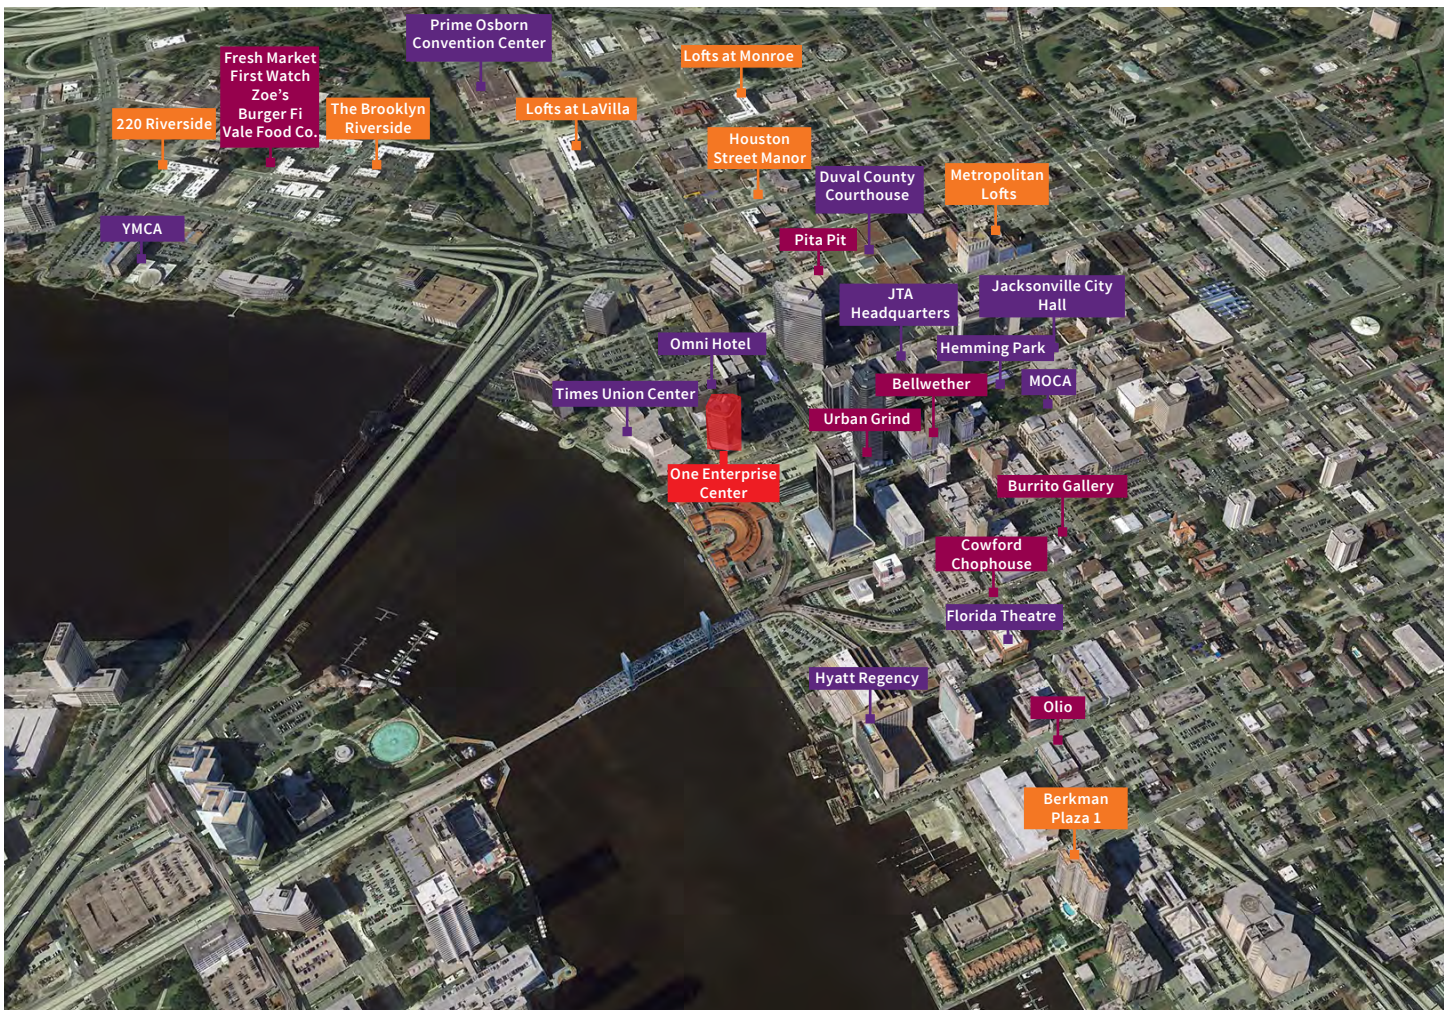 Prime Osborn
Convention Center
Fresh Market
First Watch
Zoe's
Burger Fi
Vale Food Co.
Lofts at Monroe
220 Riverside
The Brooklyn
Riverside
Lofts at LaVilla
Houston
Street Manor
Duval County
Courthouse
Metropolitan
Lofts
YMCA
Pita Pit
JTA
Headquarters
Jacksonville City
Hall
Omni Hotel
Hemming Park
Times Union Center
Bellwether
MOCA
Urban Grind
One Enterprise
Center
Burrito Gallery
Cowford
Chophouse
Florida Theatre
Hyatt Regency
Olio
Berkman
Plaza 1